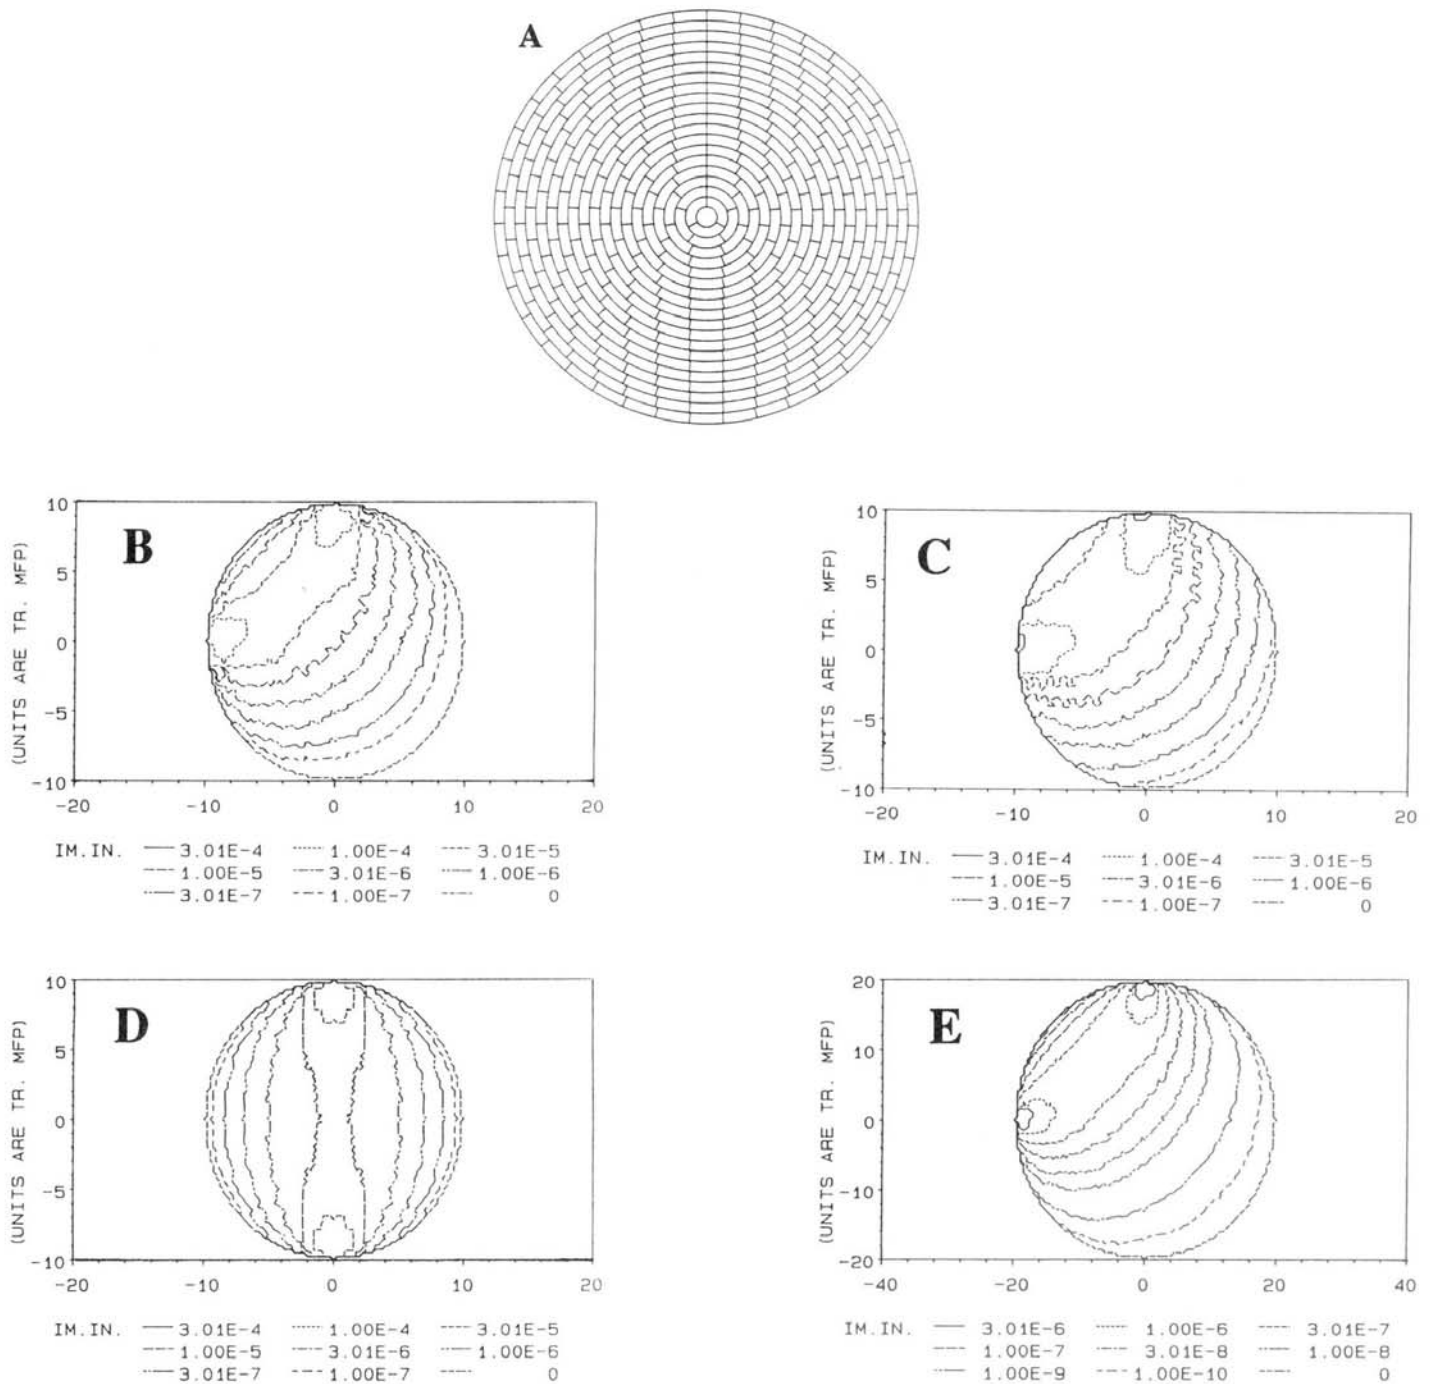 A
B
10
5
0
-5
-10
(UNITS ARE TR. MFP)
-20 -10 0 10 20
IM.IN. 3.01E-4 1.00E-4 3.01E-5
1.00E-5 3.01E-6 1.00E-6
3.01E-7 1.00E-7 0
C
10
5
0
-5
-10
(UNITS ARE TR. MFP)
-20 -10 0 10 20
IM.IN. 3.01E-4 1.00E-4 3.01E-5
1.00E-5 3.01E-6 1.00E-6
3.01E-7 1.00E-7 0
D
10
5
0
-5
-10
(UNITS ARE TR. MFP)
-20 -10 0 10 20
IM.IN. 3.01E-4 1.00E-4 3.01E-5
1.00E-5 3.01E-6 1.00E-6
3.01E-7 1.00E-7 0
E
20
10
0
-10
-20
(UNITS ARE TR. MFP)
-40 -20 0 20 40
IM.IN. 3.01E-6 1.00E-6 3.01E-7
1.00E-7 3.01E-8 1.00E-8
1.00E-9 1.00E-10 0